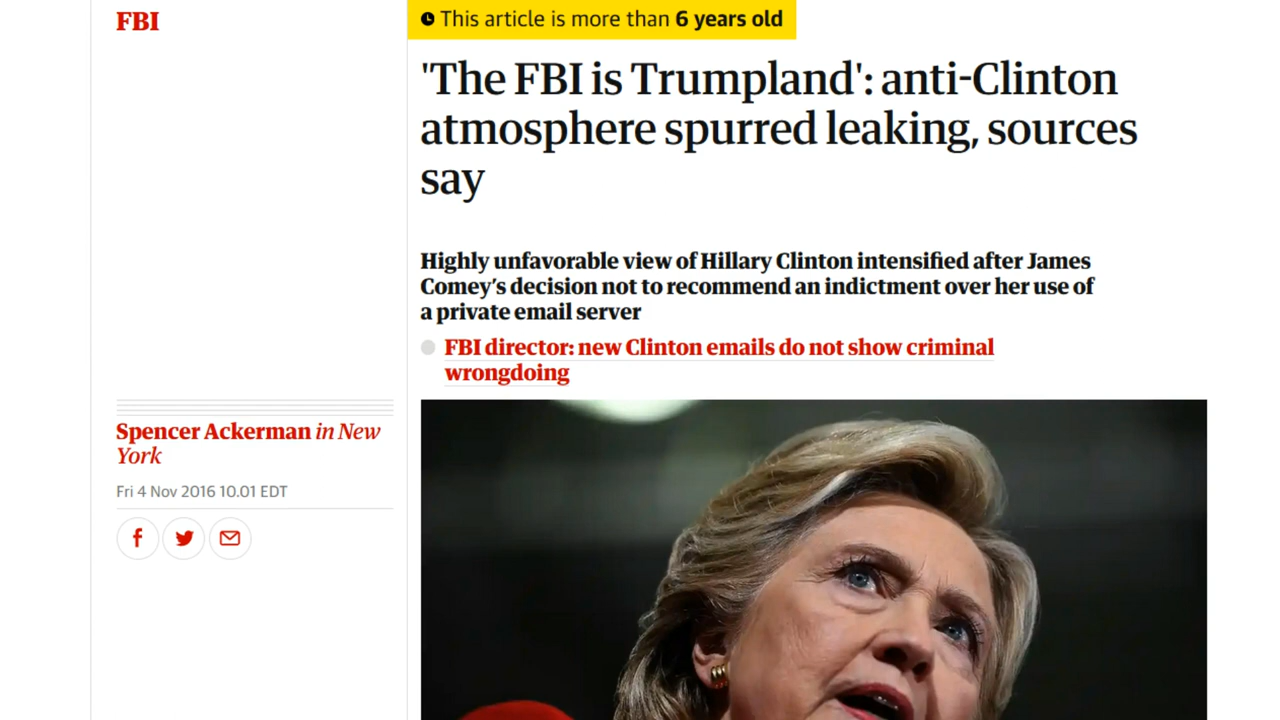 FBI
This article is more than 6 years old
'The FBI is Trumpland': anti-Clinton
atmosphere spurred leaking, sources
say
Highly unfavorable view of Hillary Clinton intensified after James
Comey’s decision not to recommend an indictment over her use of
a private email server
FBI director: new Clinton emails do not show criminal
wrongdoing
Spencer Ackerman in New
York
Fri 4 Nov 2016 10.01 EDT